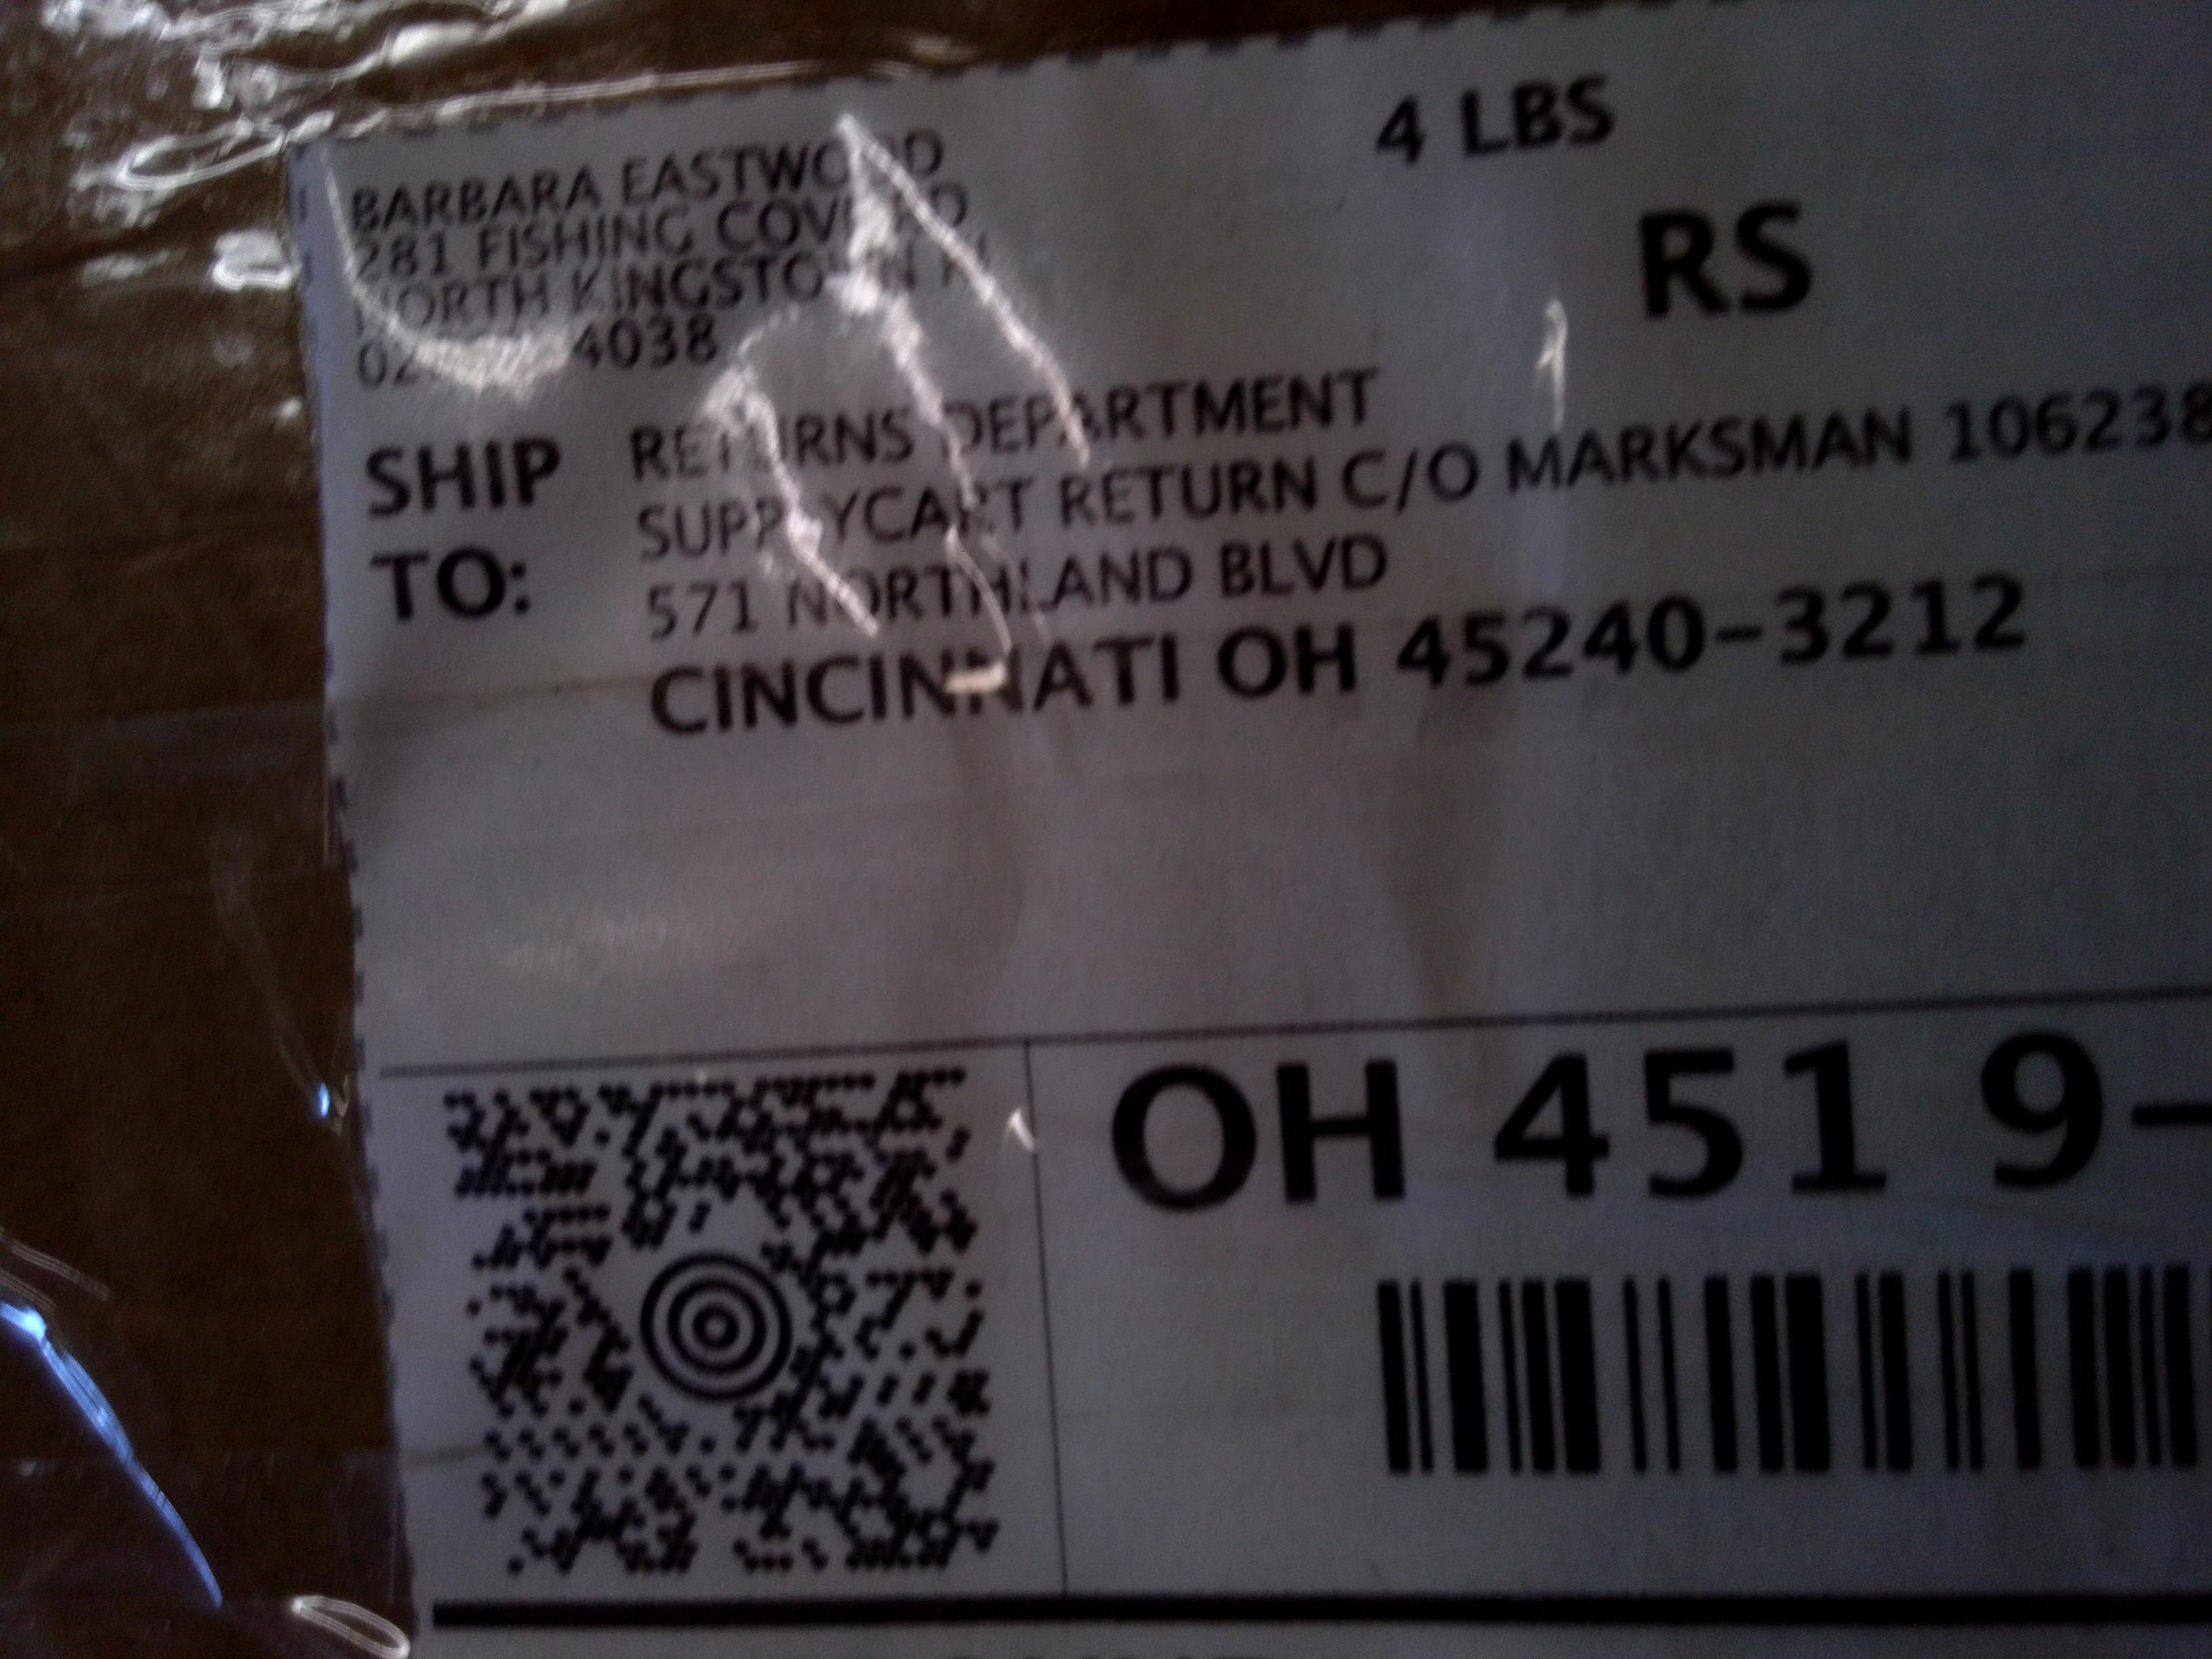 BARBARA EASTWOOD
281 FISHING COVE RD
NORTH KINGSTOWN RI
4038
4 LBS
RS
SHIP TO:
RETURNS DEPARTMENT
SUPPLYCART RETURN C/O MARKSMAN 106238
571 NORTHLAND BLVD
CINCINNATI OH 45240-3212
OH 451 9-